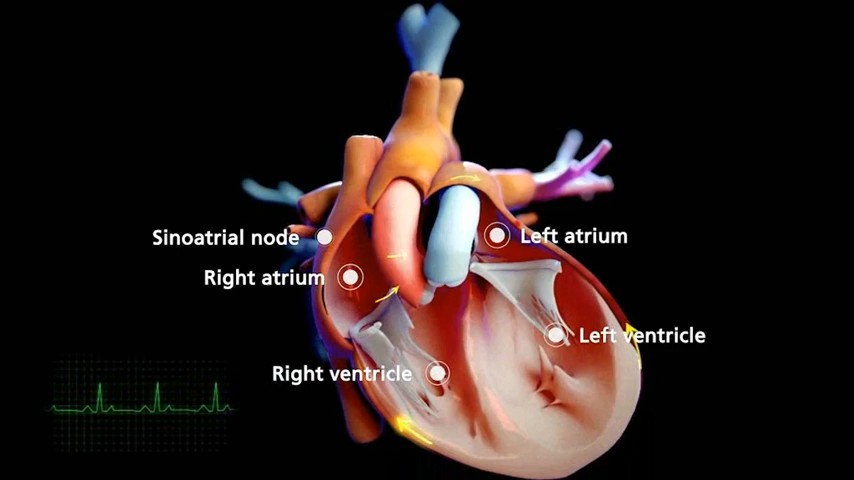 Sinoatrial node
Left atrium
Right atrium
Left ventricle
Right ventricle